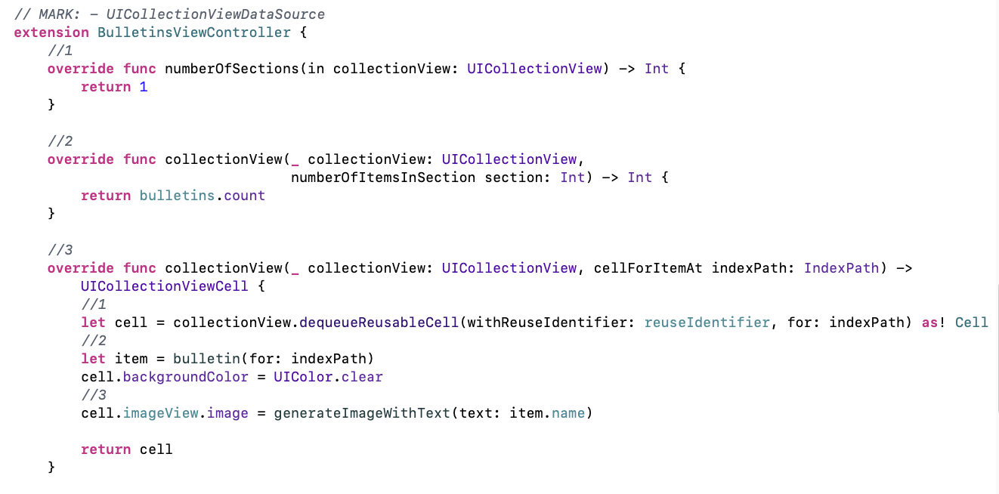 // MARK: - UICollectionViewDataSource
extension BulletinsViewController {
    //1
    override func numberOfSections(in collectionView: UICollectionView) -> Int {
        return 1
    }

    //2
    override func collectionView(_ collectionView: UICollectionView,
                                 numberOfItemsInSection section: Int) -> Int {
        return bulletins.count
    }

    //3
    override func collectionView(_ collectionView: UICollectionView, cellForItemAt indexPath: IndexPath) ->
        UICollectionViewCell {
        //1
        let cell = collectionView.dequeueReusableCell(withReuseIdentifier: reuseIdentifier, for: indexPath) as! Cell
        //2
        let item = bulletin(for: indexPath)
        cell.backgroundColor = UIColor.clear
        //3
        cell.imageView.image = generateImageWithText(text: item.name)

        return cell
    }